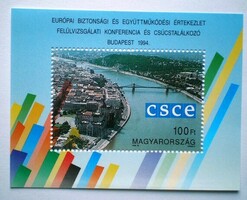 EURÓPAI BIZTONSÁGI ÉS EGYÜTTMŰKÖDÉSI ÉRTEKEZLET
FELÜLVIZSGÁLATI KONFERENCIA ÉS CSÚCSTALÁLKOZÓ
BUDAPEST 1994.
csce
100 Ft
MAGYARORSZÁG